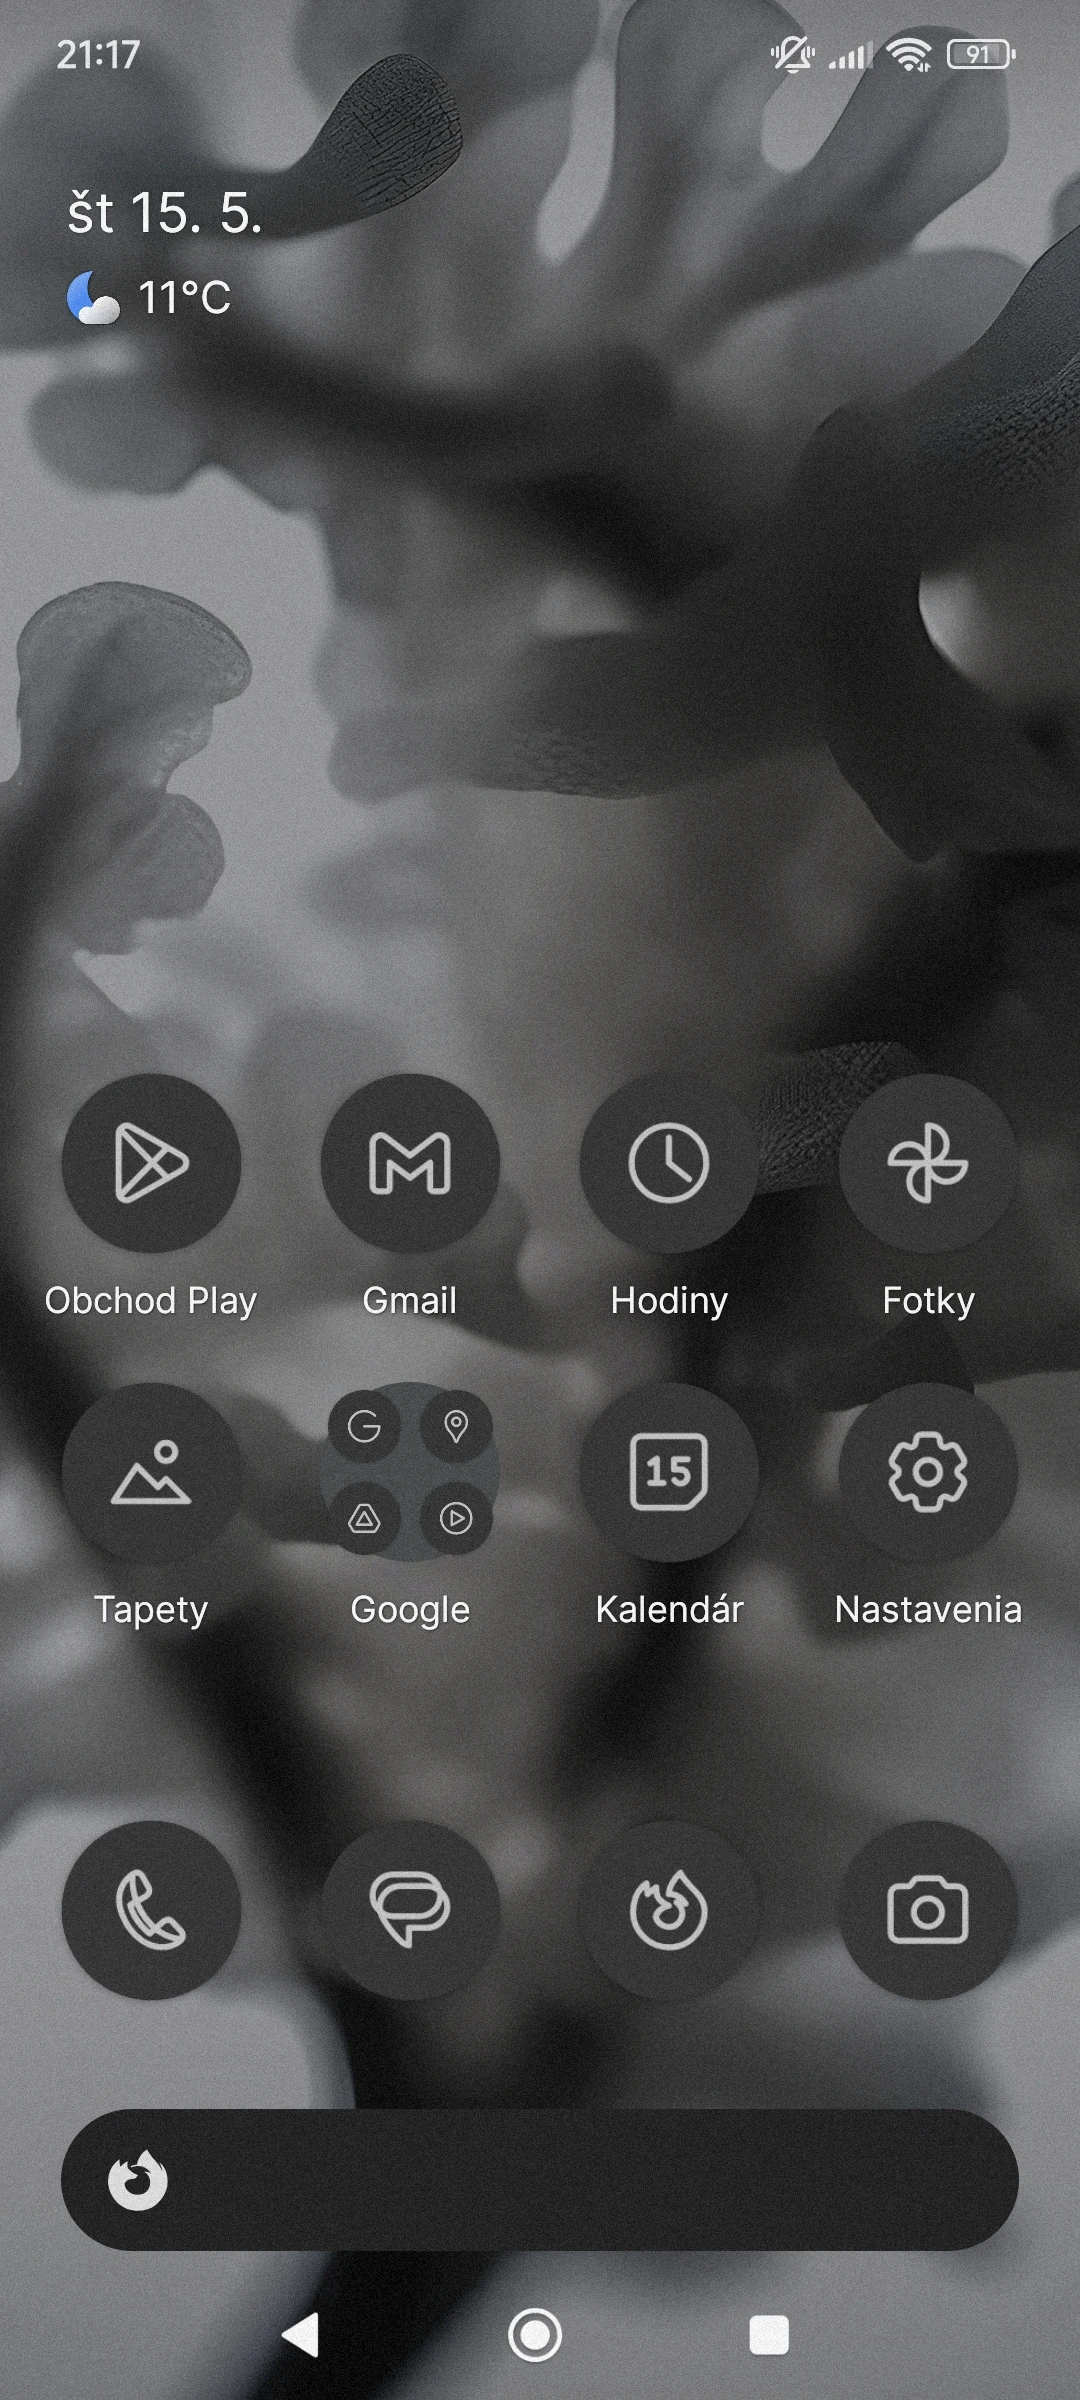 21:17
91
št 15. 5.
11°C
Obchod Play
Gmail
Hodiny
Fotky
15
Tapety
Google
Kalendár
Nastavenia